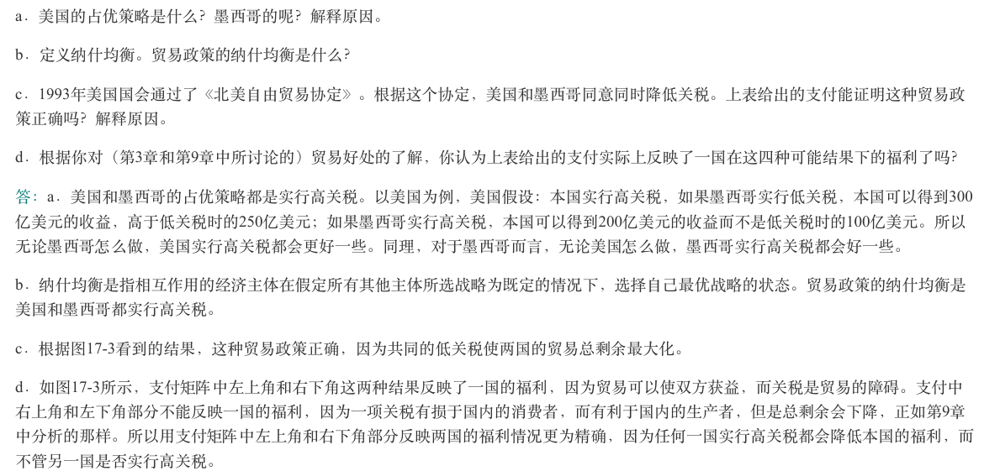 a．美国的占优策略是什么？墨西哥的呢？解释原因。
b．定义纳什均衡。贸易政策的纳什均衡是什么？
c．1993年美国国会通过了《北美自由贸易协定》。根据这个协定，美国和墨西哥同意同时降低关税。上表给出的支付能证明这种贸易政
策正确吗？解释原因。
d．根据你对（第3章和第9章中所讨论的）贸易好处的了解，你认为上表给出的支付实际上反映了一国在这四种可能结果下的福利了吗？
答：a．美国和墨西哥的占优策略都是实行高关税。以美国为例，美国假设：本国实行高关税，如果墨西哥实行低关税，本国可以得到300
亿美元的收益，高于低关税时的250亿美元；如果墨西哥实行高关税，本国可以得到200亿美元的收益而不是低关税时的100亿美元。所以
无论墨西哥怎么做，美国实行高关税都会更好一些。同理，对于墨西哥而言，无论美国怎么做，墨西哥实行高关税都会好一些。
b．纳什均衡是指相互作用的经济主体在假定所有其他主体所选战略为既定的情况下，选择自己最优战略的状态。贸易政策的纳什均衡是
美国和墨西哥都实行高关税。
c．根据图17-3看到的结果，这种贸易政策正确，因为共同的低关税使两国的贸易总剩余最大化。
d．如图17-3所示，支付矩阵中左上角和右下角这两种结果反映了一国的福利，因为贸易可以使双方获益，而关税是贸易的障碍。支付中
右上角和左下角部分不能反映一国的福利，因为一项关税有损于国内的消费者，而有利于国内的生产者，但是总剩余会下降，正如第9章
中分析的那样。所以用支付矩阵中左上角和右下角部分反映两国的福利情况更为精确，因为任何一国实行高关税都会降低本国的福利，而
不管另一国是否实行高关税。